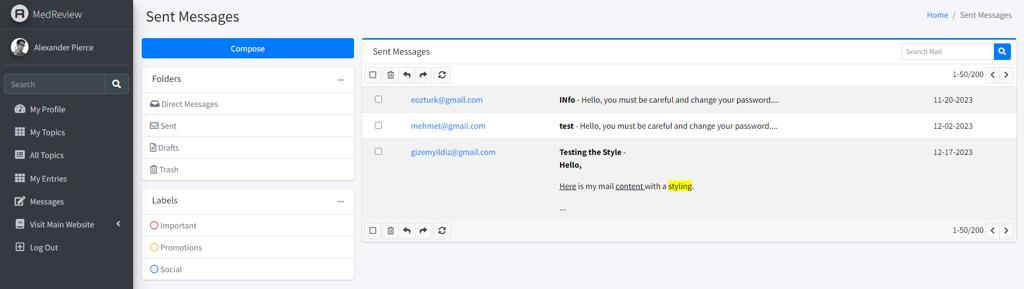 MedReview
Alexander Pierce
Search
My Profile
My Topics
All Topics
My Entries
Messages
Visit Main Website
Log Out
Sent Messages
Home / Sent Messages
Compose
Folders
Direct Messages
Sent
Drafts
Trash
Labels
Important
Promotions
Social
Sent Messages
Search Mail
1-50/200
eozturk@gmail.com INfo - Hello, you must be careful and change your password.... 11-20-2023
mehmet@gmail.com test - Hello, you must be careful and change your password.... 12-02-2023
gizemyildiz@gmail.com Testing the Style - 12-17-2023
Hello,
Here is my mail content with a styling.
...
1-50/200